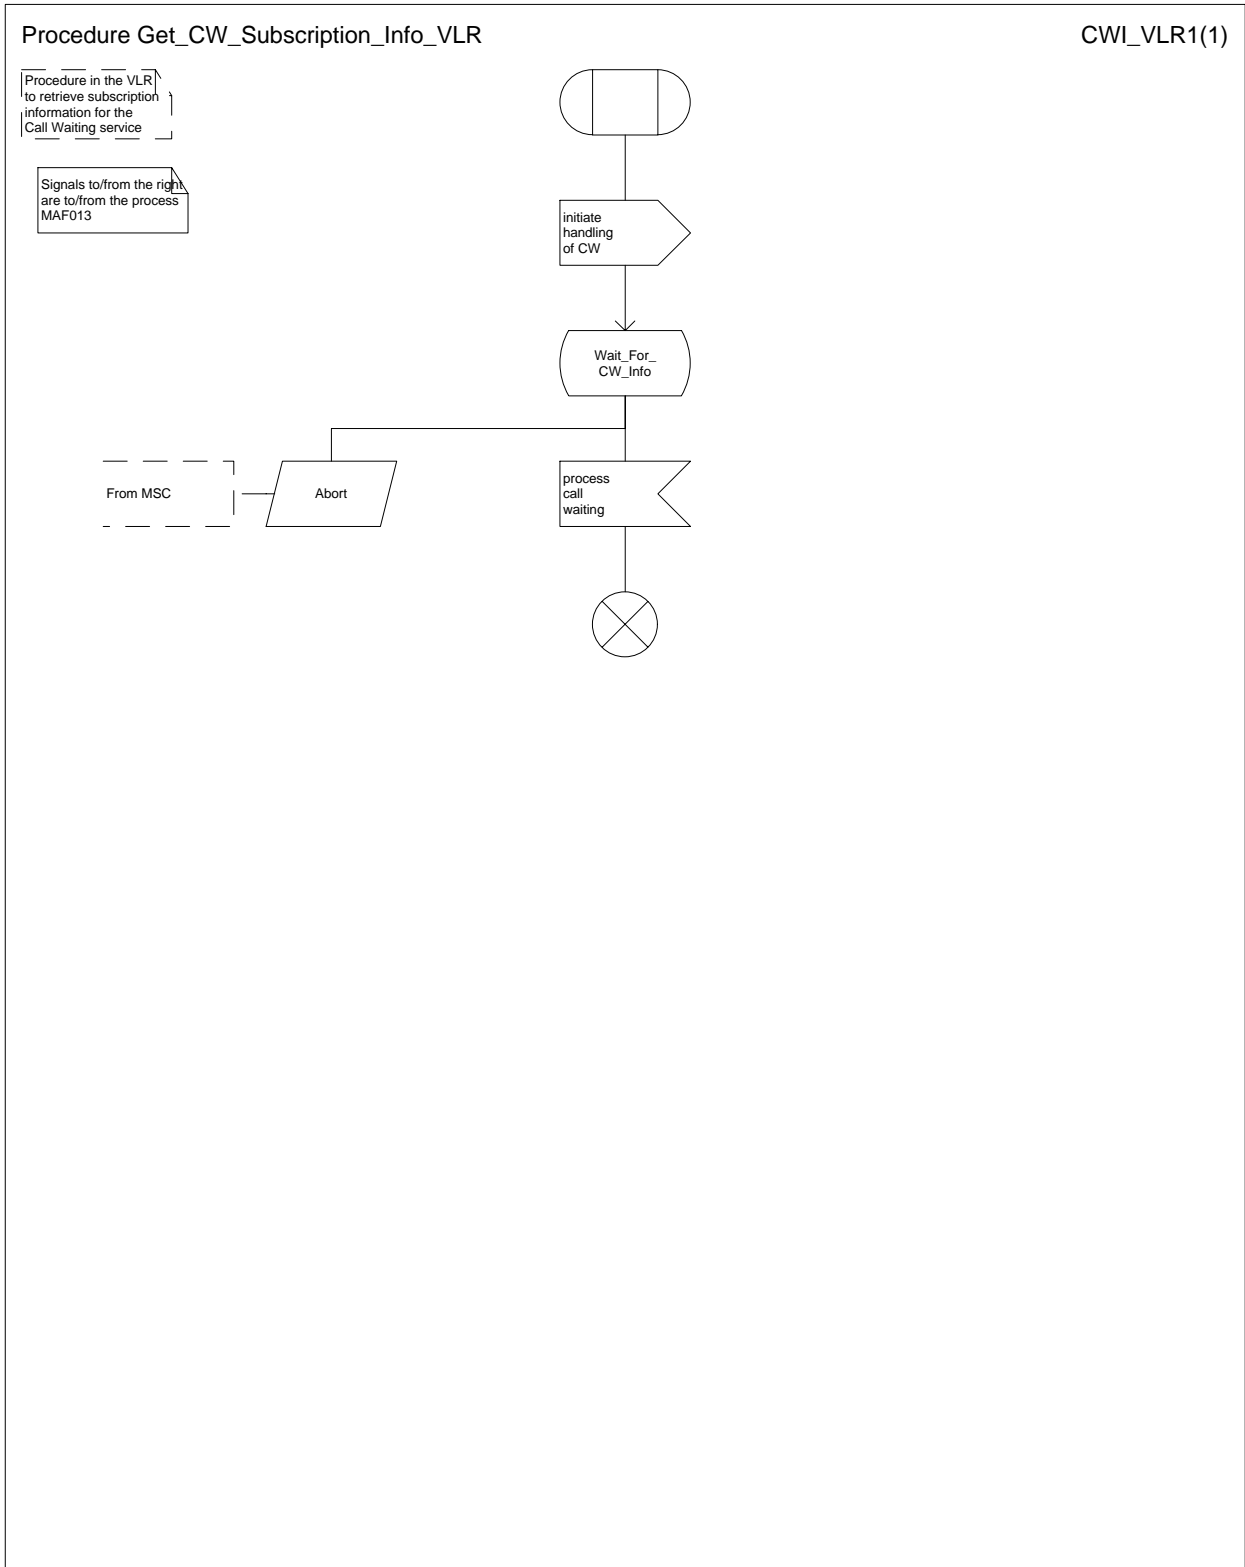 Procedure Get_CW_Subscription_Info_VLR
CWI_VLR1(1)
Procedure in the VLR
to retrieve subscription
information for the
Call Waiting service
Signals to/from the right
are to/from the process
MAF013
initiate
handling
of CW
Wait_For_
CW_Info
From MSC
Abort
process
call
waiting